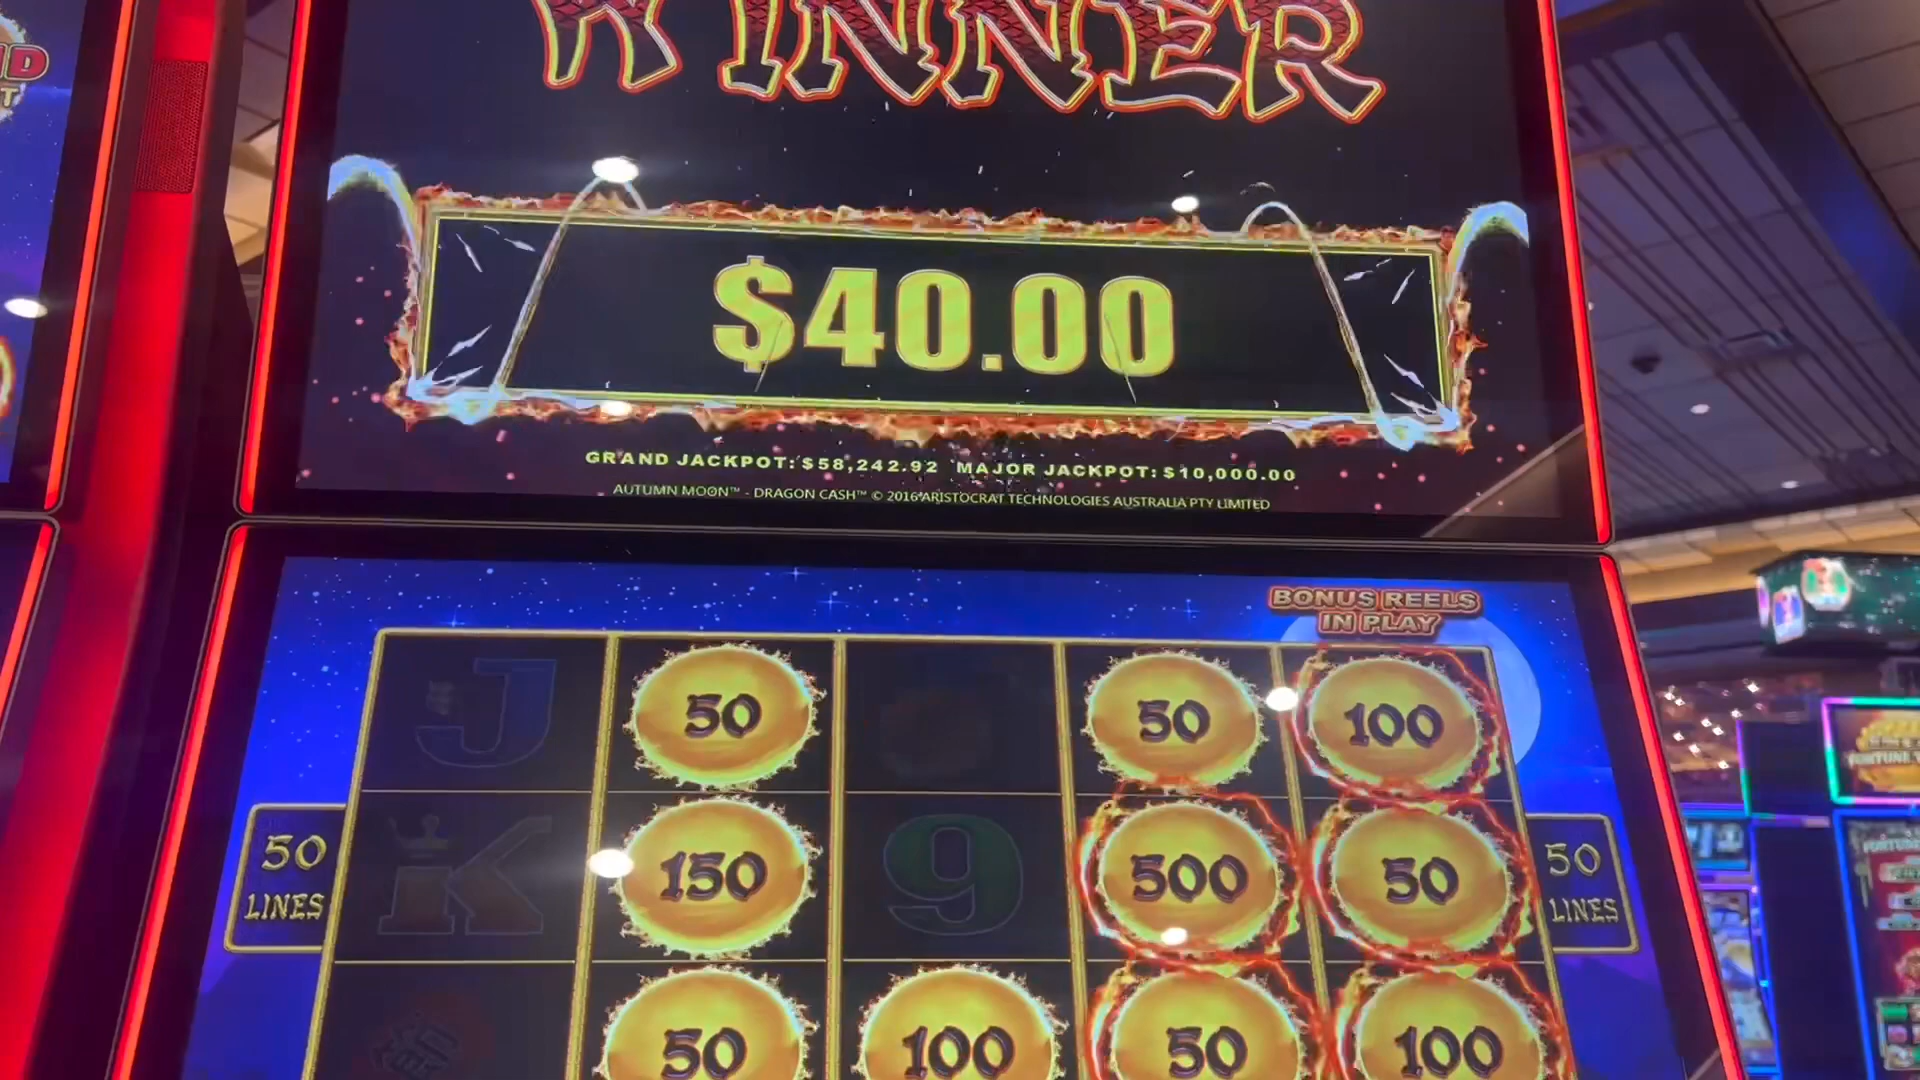 WINNER
$40.00
GRAND JACKPOT:$58,242.92 MAJOR JACKPOT:$10,000.00
AUTUMN MOON™ - DRAGON CASH™ © 2016 ARISTOCRAT TECHNOLOGIES AUSTRALIA PTY LIMITED
BONUS REELS
IN PLAY
J 50 50 100
K 150 9 500 50
50 100 50 100
50
LINES
50
LINES